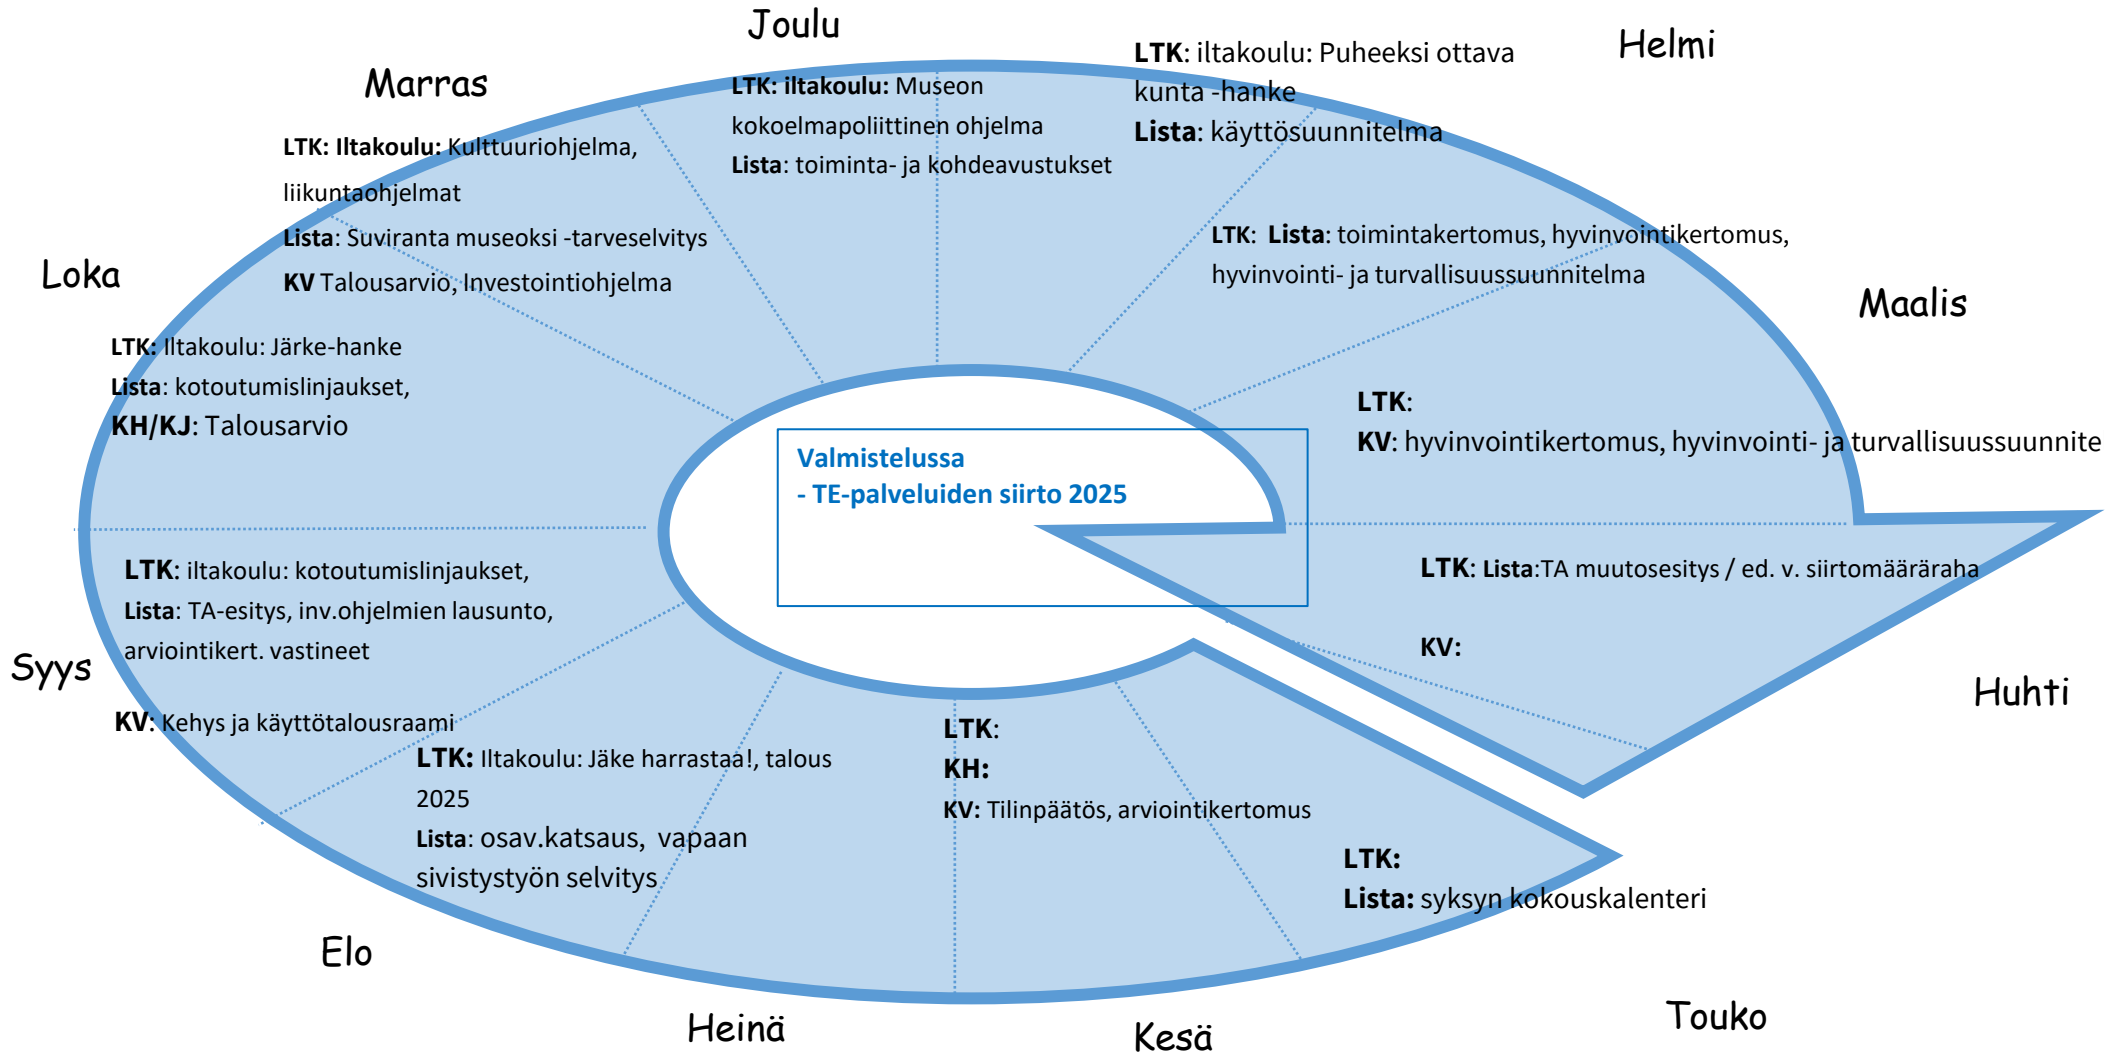 Joulu
Helmi
Marras
LTK: iltakoulu: Puheeksi ottava
kunta -hanke
Lista: käyttösuunnitelma
LTK: iltakoulu: Museon
kokoelmapoliittinen ohjelma
Lista: toiminta- ja kohdeavustukset
LTK: Iltakoulu: Kulttuuriohjelma,
liikuntaohjelmat
Lista: Suviranta museoksi -tarveselvitys
KV Talousarvio, Investointiohjelma
LTK: Lista: toimintakertomus, hyvinvointikertomus,
hyvinvointi- ja turvallisuussuunnitelma
Loka
Maalis
LTK: Iltakoulu: Järke-hanke
Lista: kotoutumislinjaukset,
KH/KJ: Talousarvio
LTK:
KV: hyvinvointikertomus, hyvinvointi- ja turvallisuussuunnite
Valmistelussa
- TE-palveluiden siirto 2025
LTK: iltakoulu: kotoutumislinjaukset,
Lista: TA-esitys, inv.ohjelmien lausunto,
arviointikert. vastineet
KV: Kehys ja käyttötalousraami
LTK: Lista:TA muutosesitys / ed. v. siirtomääräraha
KV:
Syys
Huhti
LTK: Iltakoulu: Jäke harrastaa!, talous
2025
Lista: osav.katsaus, vapaan
sivistystyön selvitys
LTK:
KH:
KV: Tilinpäätös, arviointikertomus
LTK:
Lista: syksyn kokouskalenteri
Elo
Heinä
Kesä
Touko